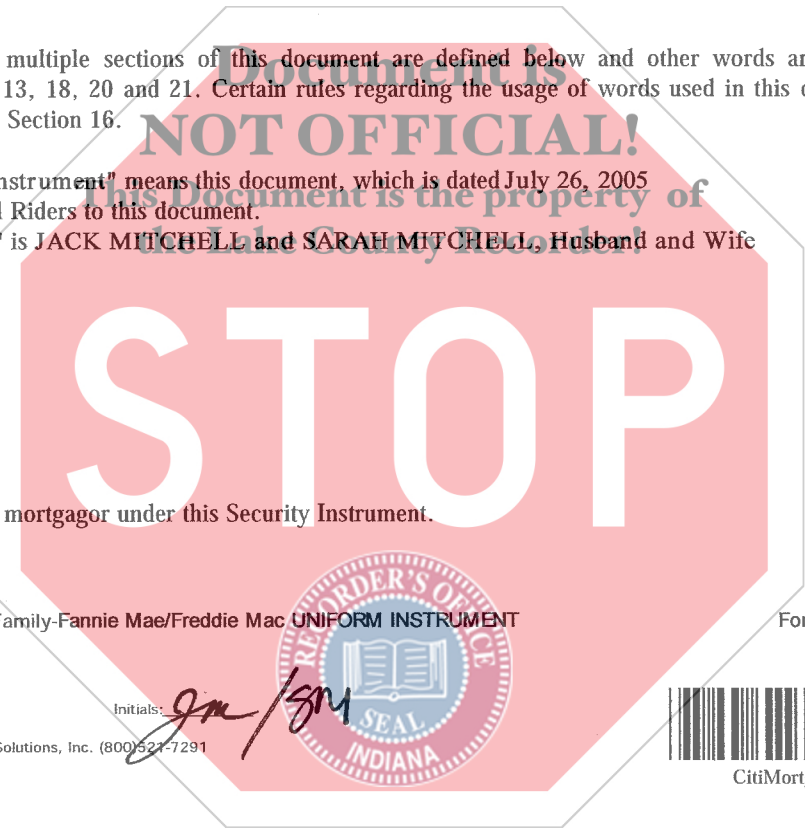 multiple sections of this document are defined below and other words
Document is
13, 18, 20 and 21. Certain rules regarding the usage of words used in this
Section 16.
NOT OFFICIAL!
nstrument" means this document, which is dated July 26, 2005
This Document is the property of
Riders to this document.
" is JACK MITCHELL and SARAH MITCHELL, Husband and Wife
the Lake County Recorder!
STOP
mortgagor under this Security Instrument.
RECORDER'S OFFICE
amily-Fannie Mae/Freddie Mac UNIFORM INSTRUMENT
For
Initials: JM / SM
SEAL
Solutions, Inc. (800)521-7291
INDIANA
CitiMort